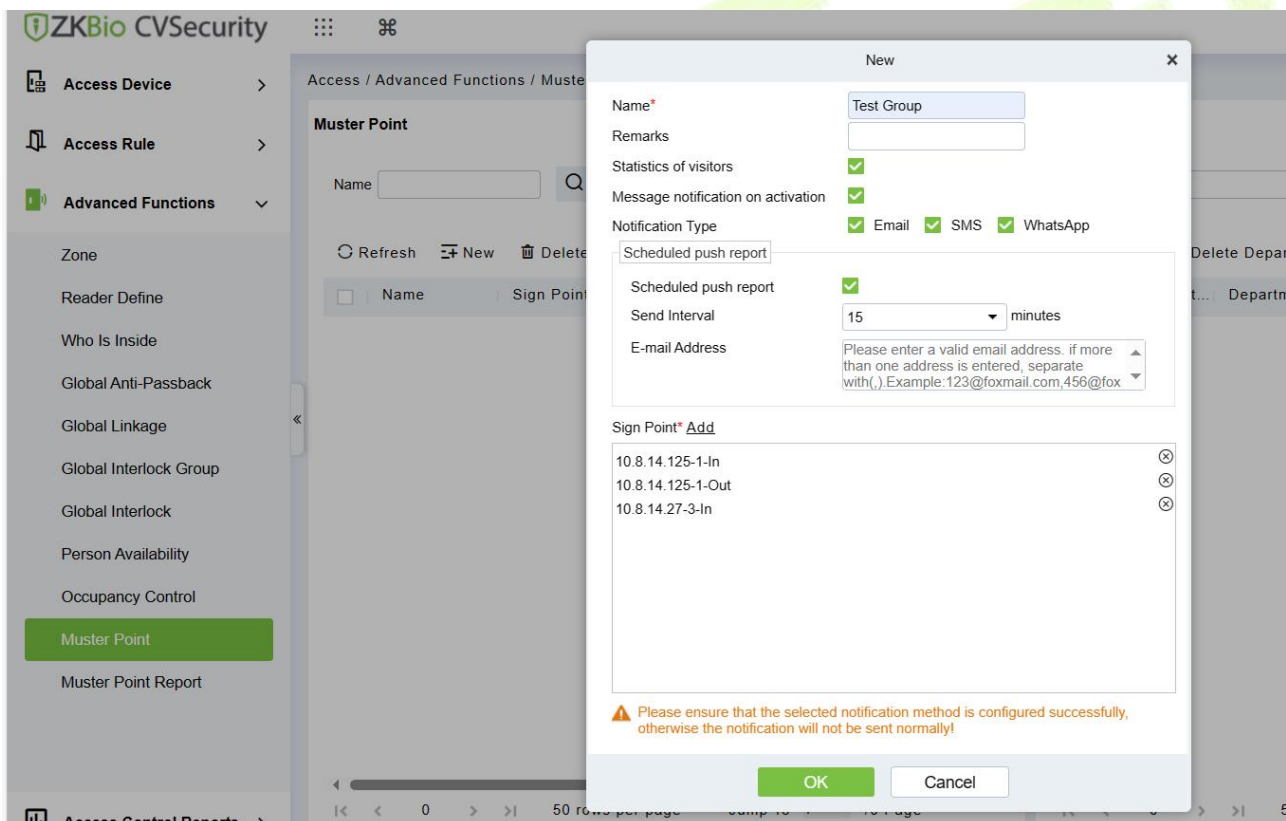 ZKBio CVSecurity
Access Device
Access Rule
Advanced Functions
Zone
Reader Define
Who Is Inside
Global Anti-Passback
Global Linkage
Global Interlock Group
Global Interlock
Person Availability
Occupancy Control
Muster Point
Muster Point Report
Access / Advanced Functions / Muste
Muster Point
Name
Refresh New Delete
Name Sign Point
Delete Depar
t... Departm
0 50 rows per page
New
Name* Test Group
Remarks
Statistics of visitors
Message notification on activation
Notification Type Email SMS WhatsApp
Scheduled push report
Scheduled push report
Send Interval 15 minutes
E-mail Address Please enter a valid email address. if more
than one address is entered, separate
with(,).Example:123@foxmail.com,456@fox
Sign Point* Add
10.8.14.125-1-In
10.8.14.125-1-Out
10.8.14.27-3-In
Please ensure that the selected notification method is configured successfully,
otherwise the notification will not be sent normally!
OK Cancel